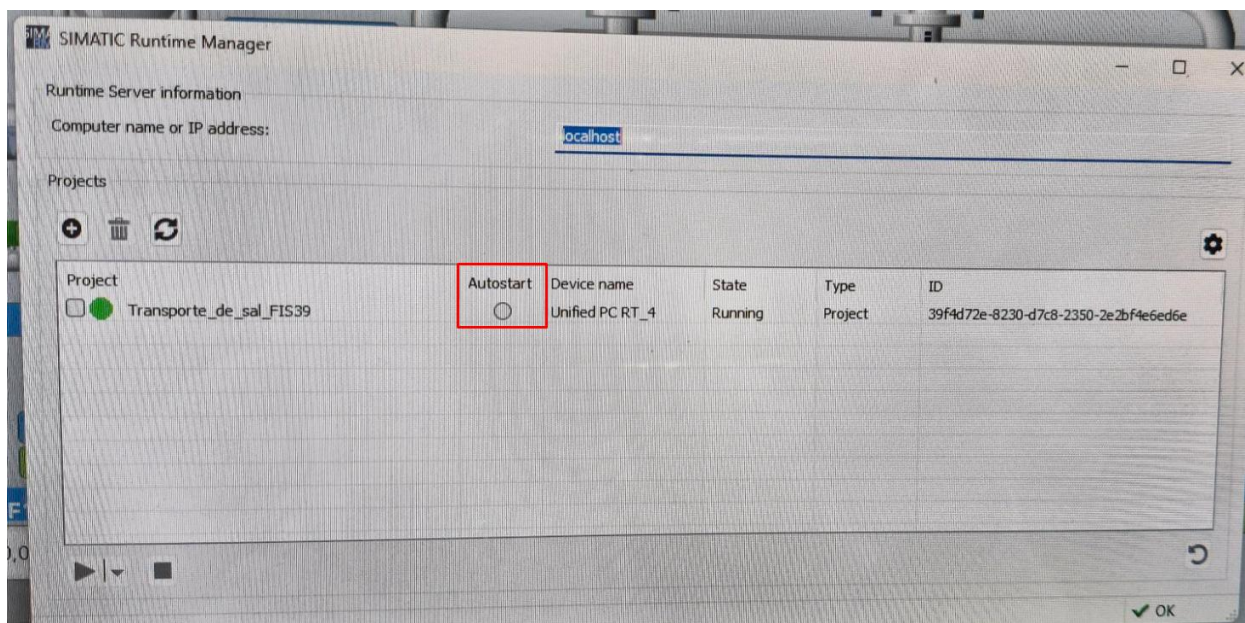 SIMATIC Runtime Manager
Runtime Server information
Computer name or IP address: localhost
Projects
Project Autostart Device name State Type ID
Transporte_de_sal_FIS39 Unified PC RT_4 Running Project 39f4d72e-8230-d7c8-2350-2e2bf4e6ed6e
OK